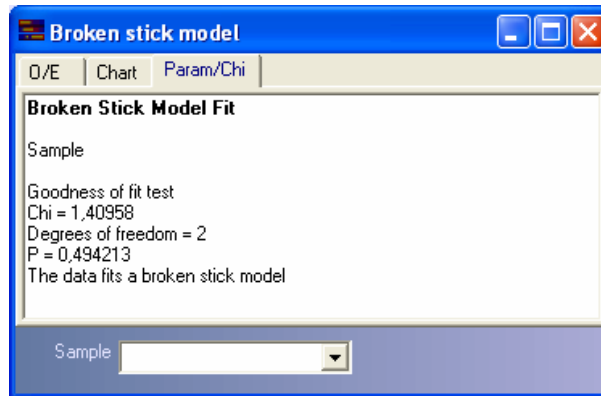 Broken stick model
O/E Chart Param/Chi
Broken Stick Model Fit
Sample
Goodness of fit test
Chi = 1,40958
Degrees of freedom = 2
P = 0,494213
The data fits a broken stick model
Sample